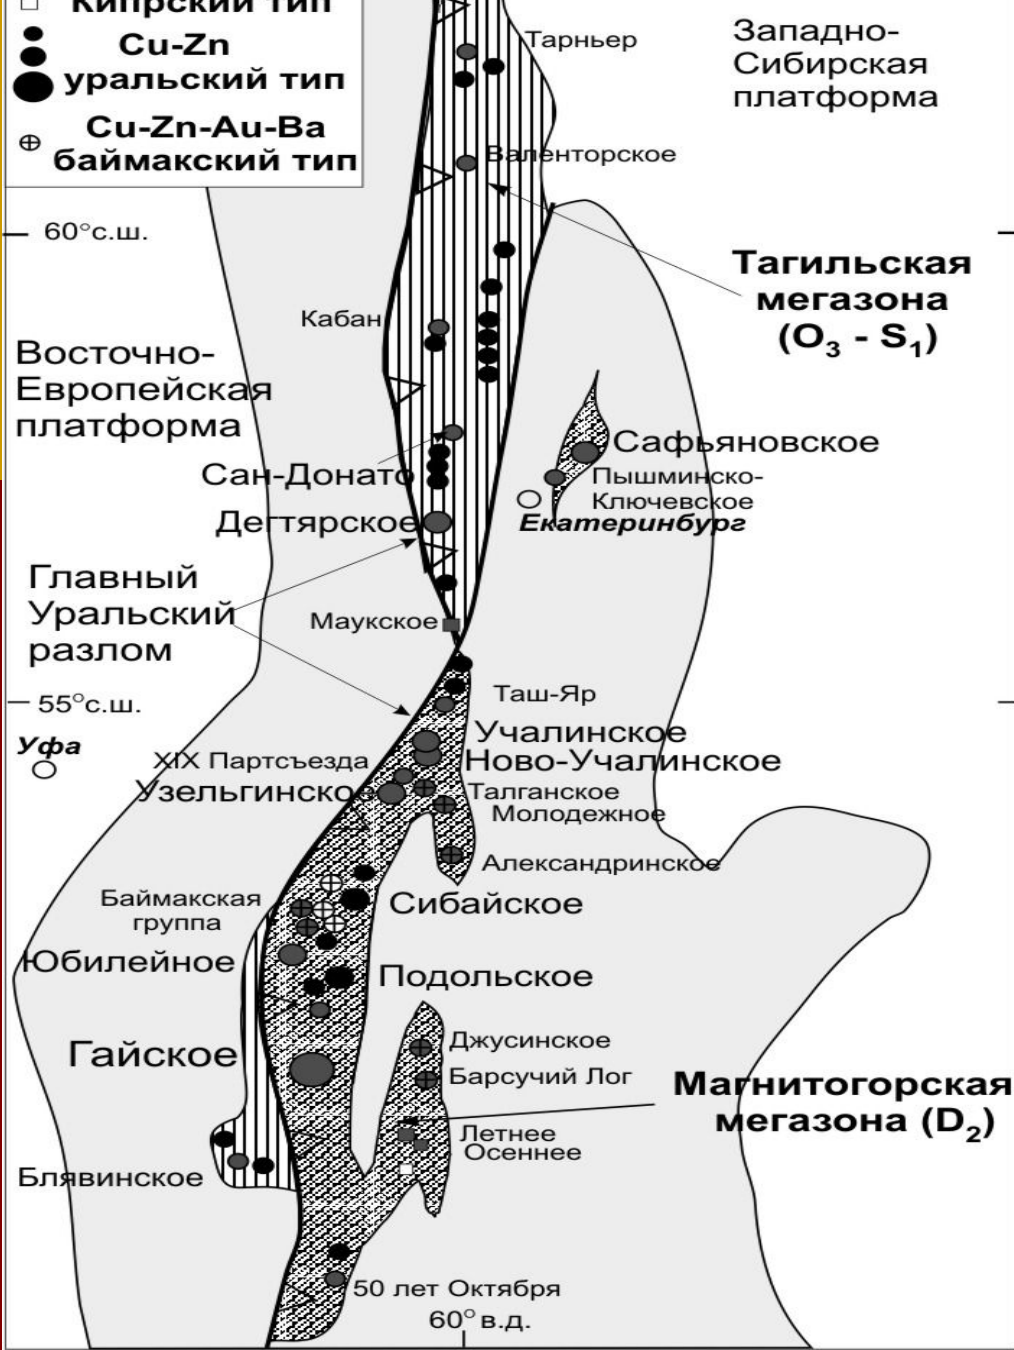 Кипрский тип
Cu-Zn
уральский тип
Cu-Zn-Au-Ba
баймакский тип
Тарньер
Западно-
Сибирская
платформа
Валенторское
60°с.ш.
Тагильская
мегазона
(O₃ - S₁)
Кабан
Восточно-
Европейская
платформа
Сафьяновское
Сан-Донато
Пышминско-
Ключевское
Дегтярское
Екатеринбург
Главный
Уральский
разлом
Маукское
55°с.ш.
Таш-Яр
Уфа
Учалинское
XIX Партсъезда
Ново-Учалинское
Узельгинское
Талганское
Молодежное
Александринское
Баймакская
группа
Сибайское
Юбилейное
Подольское
Гайское
Джусинское
Барсучий Лог
Магнитогорская
мегазона (D₂)
Летнее
Осеннее
Блявинское
50 лет Октября
60° в.д.